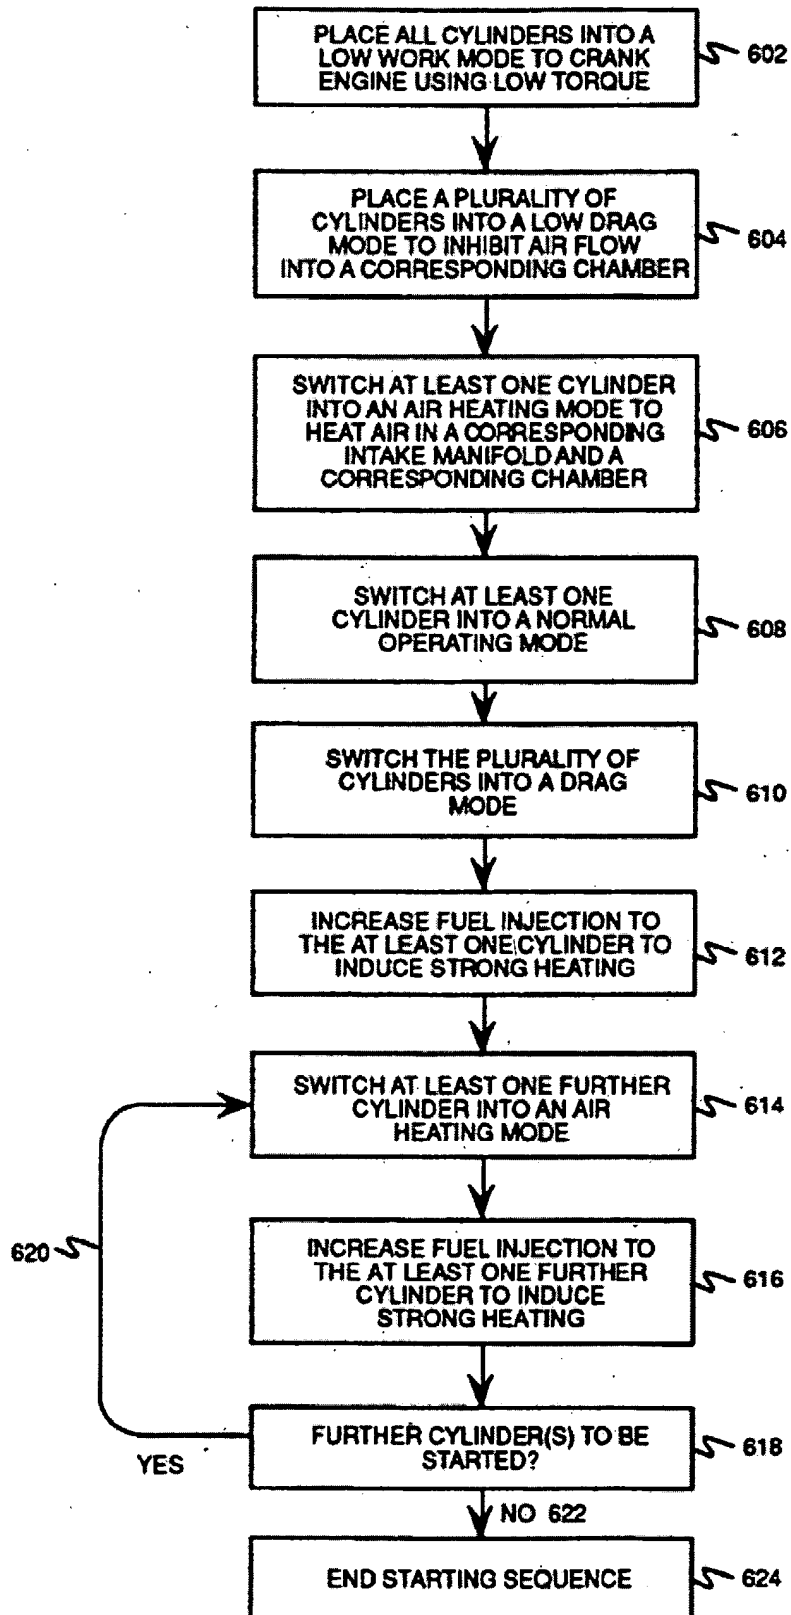 PLACE ALL CYLINDERS INTO A
LOW WORK MODE TO CRANK
ENGINE USING LOW TORQUE
602
PLACE A PLURALITY OF
CYLINDERS INTO A LOW DRAG
MODE TO INHIBIT AIR FLOW
INTO A CORRESPONDING CHAMBER
604
SWITCH AT LEAST ONE CYLINDER
INTO AN AIR HEATING MODE TO
HEAT AIR IN A CORRESPONDING
INTAKE MANIFOLD AND A
CORRESPONDING CHAMBER
606
SWITCH AT LEAST ONE
CYLINDER INTO A NORMAL
OPERATING MODE
608
SWITCH THE PLURALITY OF
CYLINDERS INTO A DRAG
MODE
610
INCREASE FUEL INJECTION TO
THE AT LEAST ONE CYLINDER TO
INDUCE STRONG HEATING
612
SWITCH AT LEAST ONE FURTHER
CYLINDER INTO AN AIR
HEATING MODE
614
620
INCREASE FUEL INJECTION TO
THE AT LEAST ONE FURTHER
CYLINDER TO INDUCE
STRONG HEATING
616
FURTHER CYLINDER(S) TO BE
STARTED?
618
YES
NO 622
END STARTING SEQUENCE
624